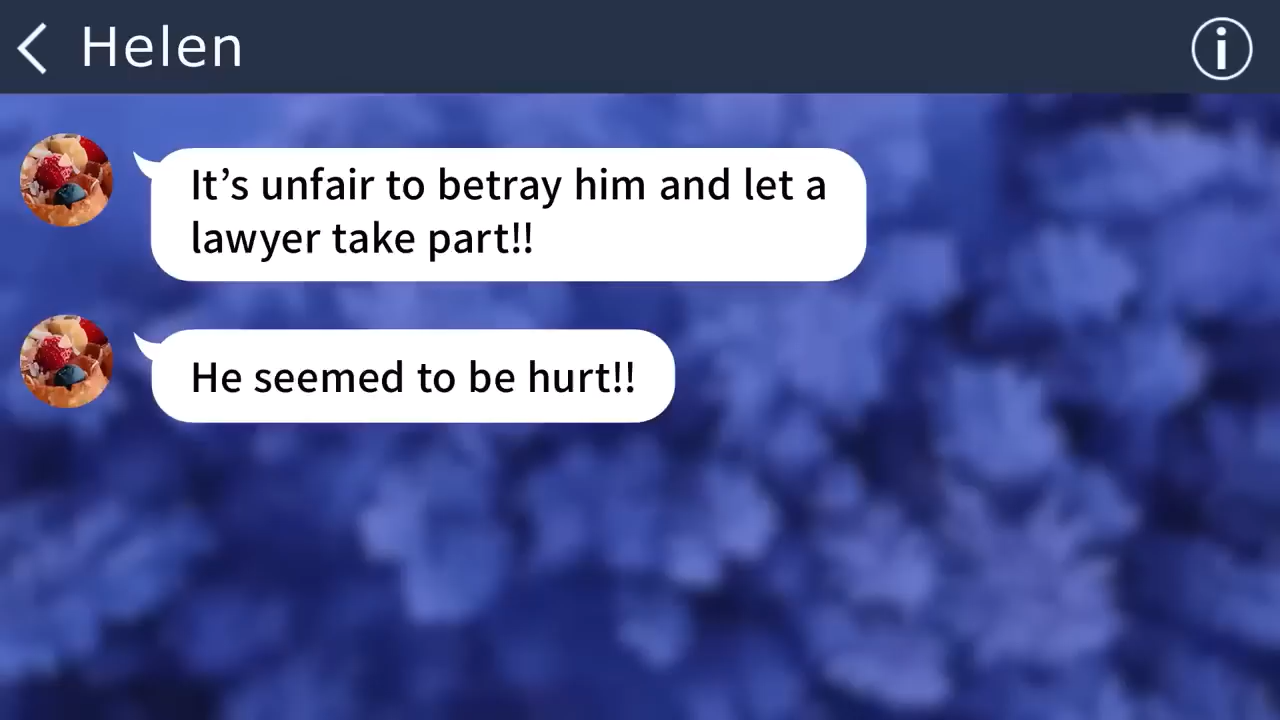 Helen
It’s unfair to betray him and let a
lawyer take part!!
He seemed to be hurt!!